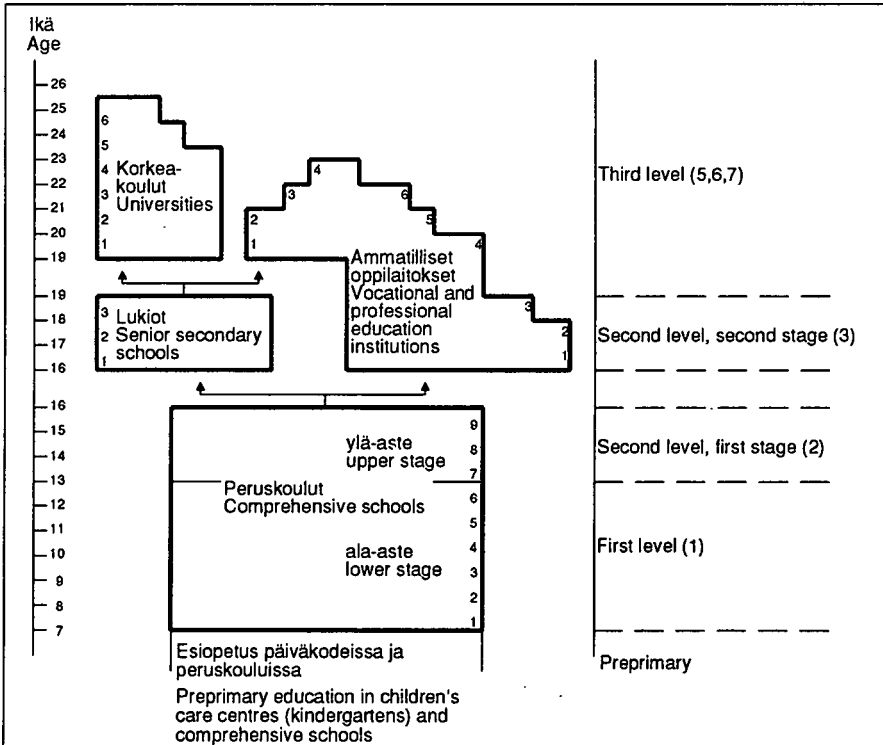 Ikä
Age
26
25
24
23
22
21
20
19
19
18
17
16
16
15
14
13
12
11
10
9
8
7
6
5
4
3
2
1
Korkea-
koulut
Universities
4
3
2
1
6
5
4
Ammatilliset
oppilaitokset
Vocational and
professional
education
institutions
3
2
1
3
2
1
Lukiot
Senior secondary
schools
9
8
7
ylä-aste
upper stage
Peruskoulut
Comprehensive schools
6
5
4
3
2
1
ala-aste
lower stage
Esiopetus päiväkodeissa ja
peruskouluissa
Preprimary education in children's
care centres (kindergartens) and
comprehensive schools
Third level (5,6,7)
Second level, second stage (3)
Second level, first stage (2)
First level (1)
Preprimary